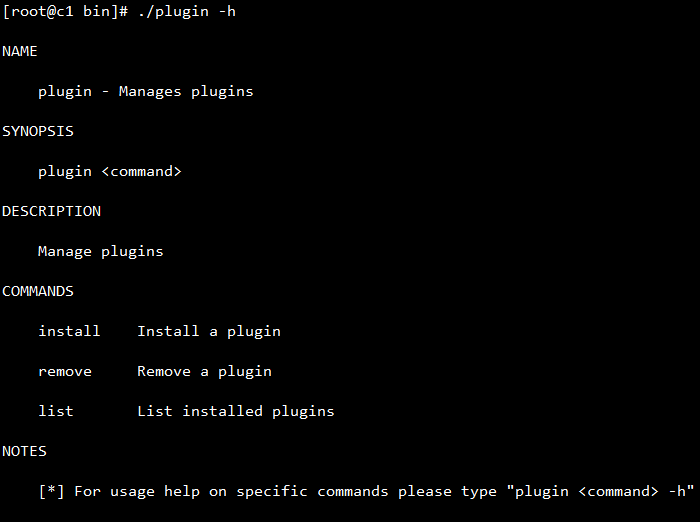 [root@c1 bin]# ./plugin -h
NAME
plugin - Manages plugins
SYNOPSIS
plugin <command>
DESCRIPTION
Manage plugins
COMMANDS
install    Install a plugin
remove     Remove a plugin
list       List installed plugins
NOTES
[*] For usage help on specific commands please type "plugin <command> -h"